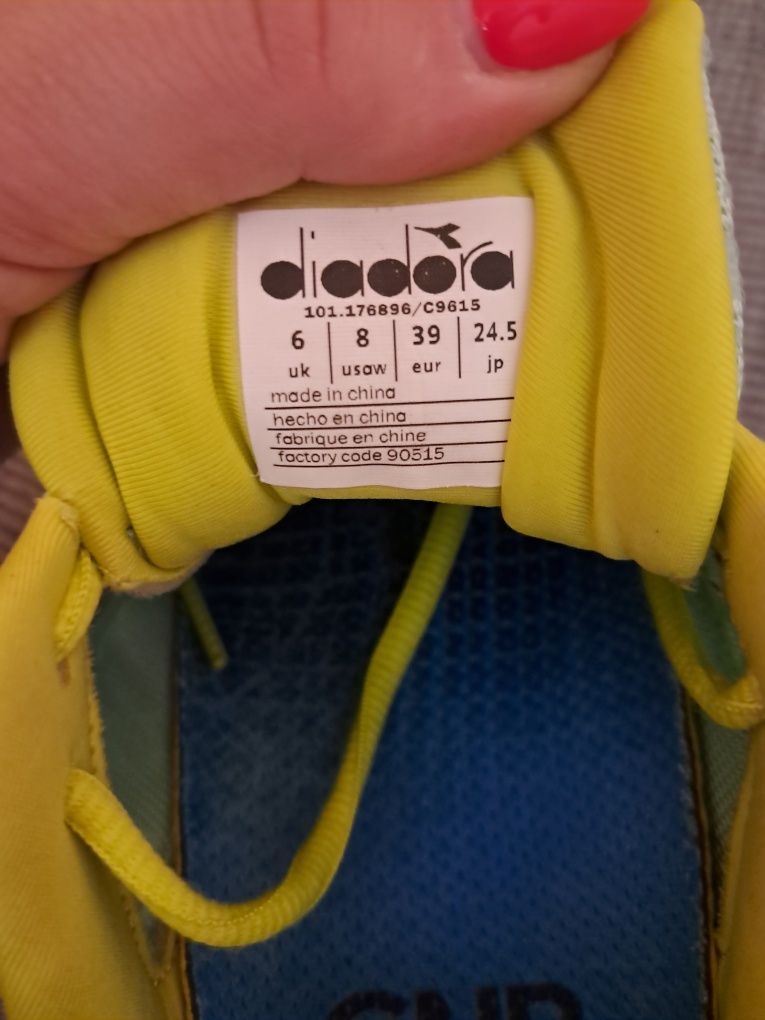 diadora
101.176896/C9615
6 8 39 24.5
uk usaw eur jp
made in china
hecho en china
fabrique en chine
factory code 90515